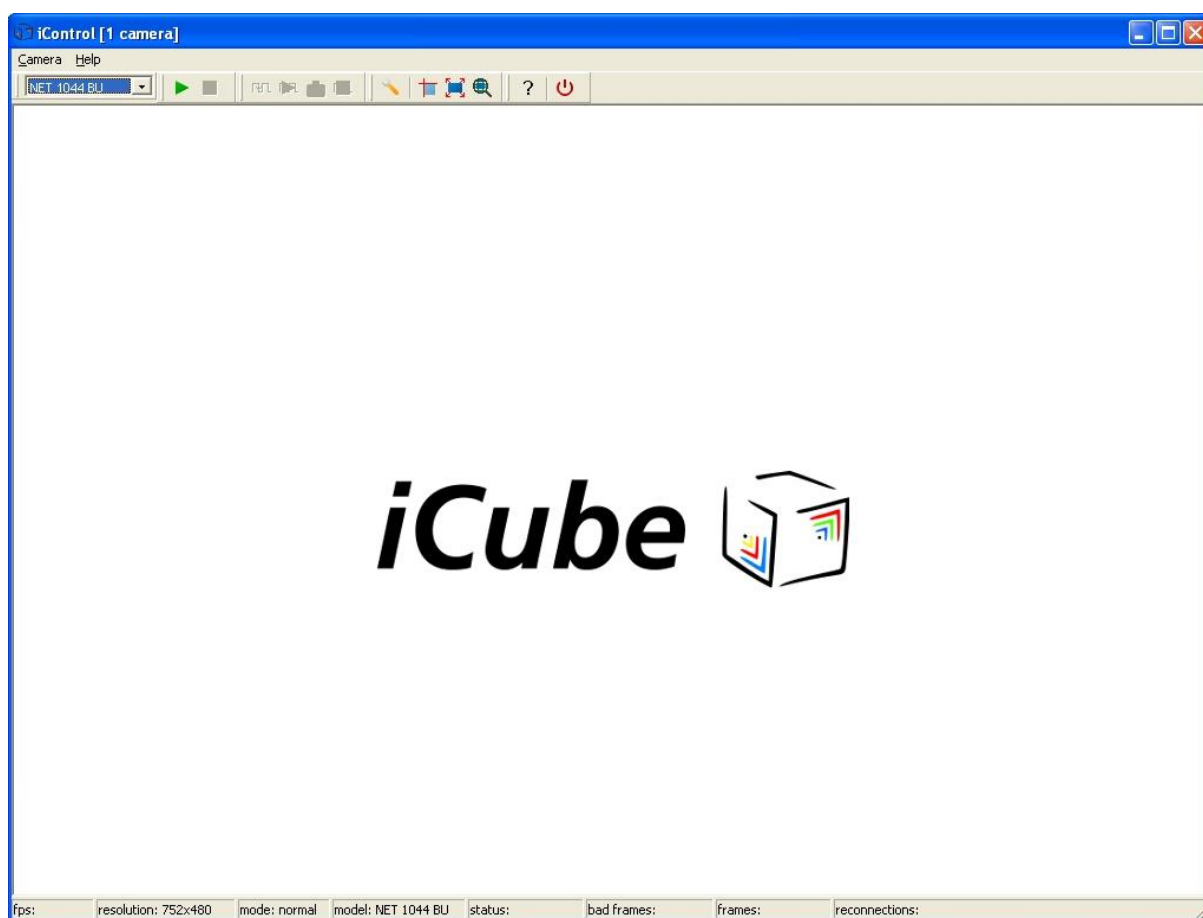 iControl [1 camera]
Camera Help
NET 1044 BU ?
iCube
fps: resolution: 752x480 mode: normal model: NET 1044 BU status: bad frames: frames: reconnections: